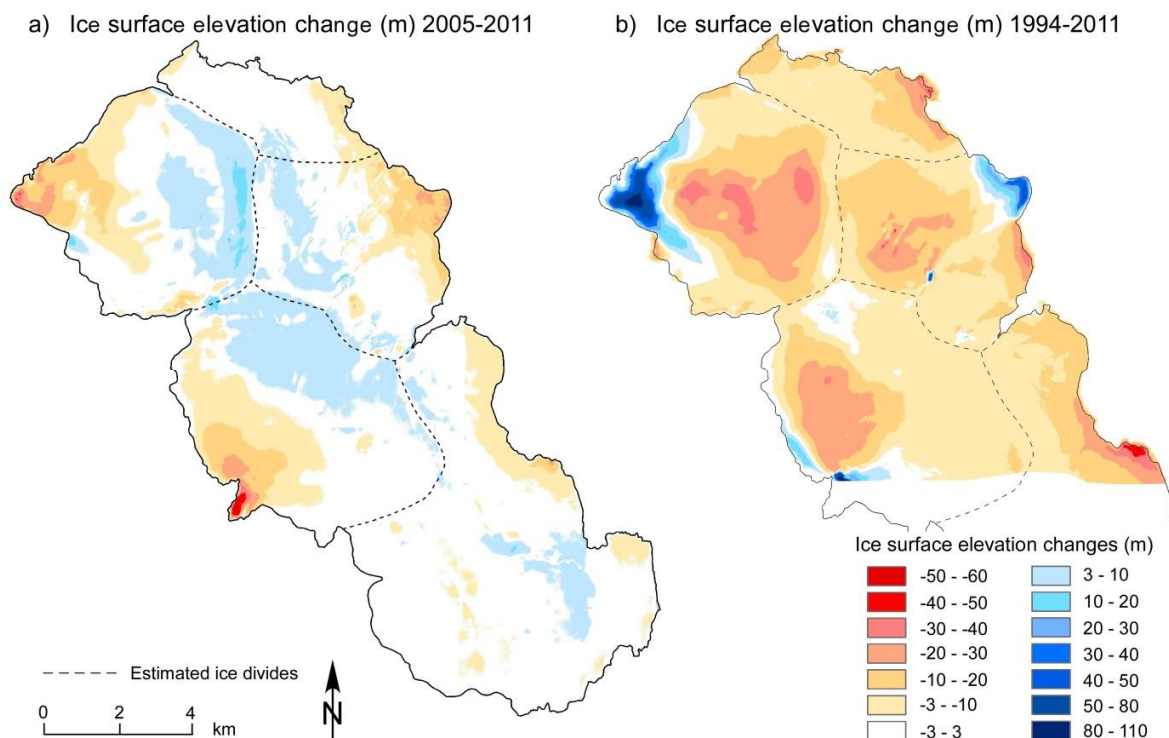 a) Ice surface elevation change (m) 2005-2011
b) Ice surface elevation change (m) 1994-2011
Ice surface elevation changes (m)
-50 - -60
-40 - -50
-30 - -40
-20 - -30
-10 - -20
-3 - -10
-3 - 3
3 - 10
10 - 20
20 - 30
30 - 40
40 - 50
50 - 80
80 - 110
Estimated ice divides
0 2 4
km
N